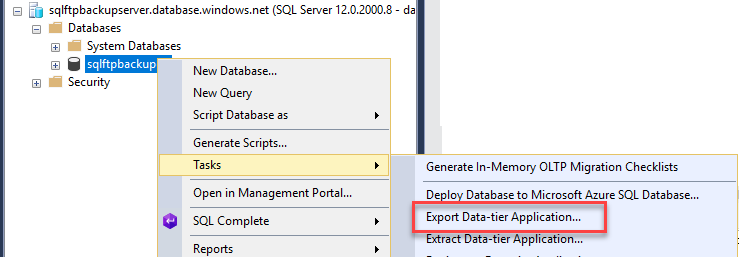 sqlftpbackupserver.database.windows.net (SQL Server 12.0.2000.8 - da
Databases
System Databases
sqlftpbackup
Security
New Database...
New Query
Script Database as
Generate Scripts...
Tasks
Open in Management Portal...
SQL Complete
Reports
Generate In-Memory OLTP Migration Checklists
Deploy Database to Microsoft Azure SQL Database...
Export Data-tier Application...
Extract Data-tier Application...